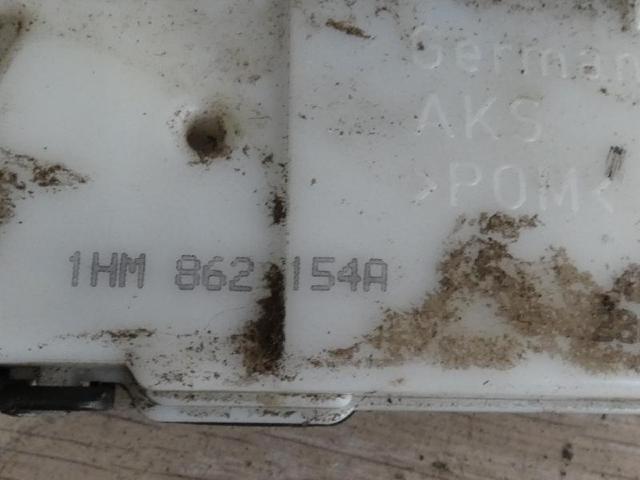 German
AKS
>POM<
1HM 862 154A